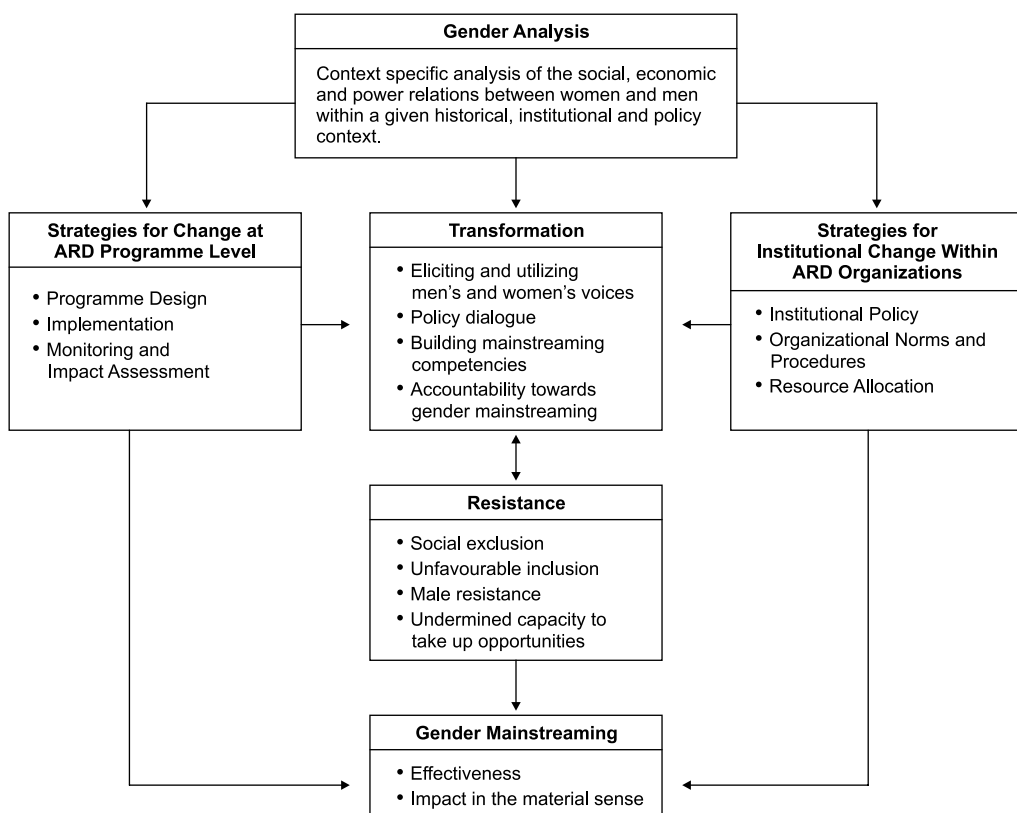 Gender Analysis
Context specific analysis of the social, economic
and power relations between women and men
within a given historical, institutional and policy
context.
Strategies for Change at
ARD Programme Level
• Programme Design
• Implementation
• Monitoring and
Impact Assessment
Transformation
• Eliciting and utilizing
men's and women's voices
• Policy dialogue
• Building mainstreaming
competencies
• Accountability towards
gender mainstreaming
Strategies for
Institutional Change Within
ARD Organizations
• Institutional Policy
• Organizational Norms and
Procedures
• Resource Allocation
Resistance
• Social exclusion
• Unfavourable inclusion
• Male resistance
• Undermined capacity to
take up opportunities
Gender Mainstreaming
• Effectiveness
• Impact in the material sense